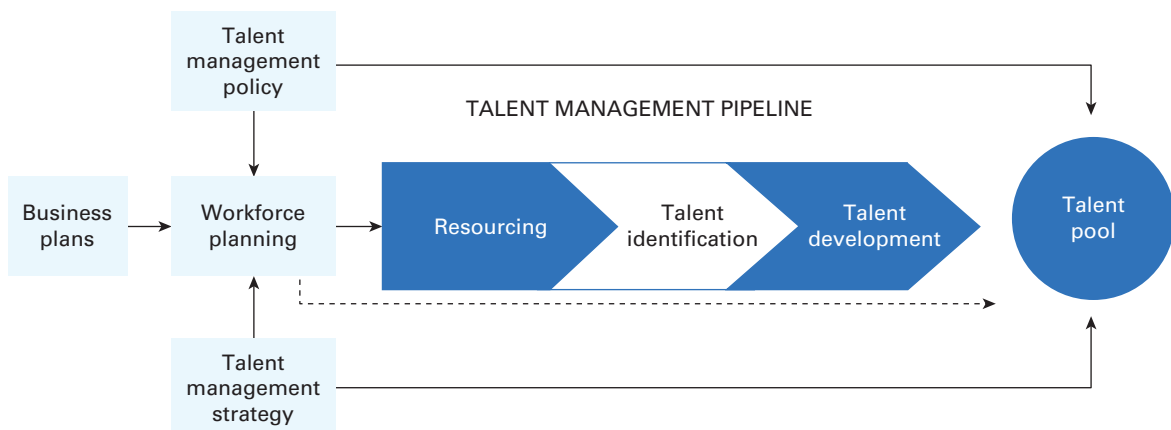 Talent
management
policy
TALENT MANAGEMENT PIPELINE
Business
plans
Workforce
planning
Resourcing
Talent
identification
Talent
development
Talent
pool
Talent
management
strategy